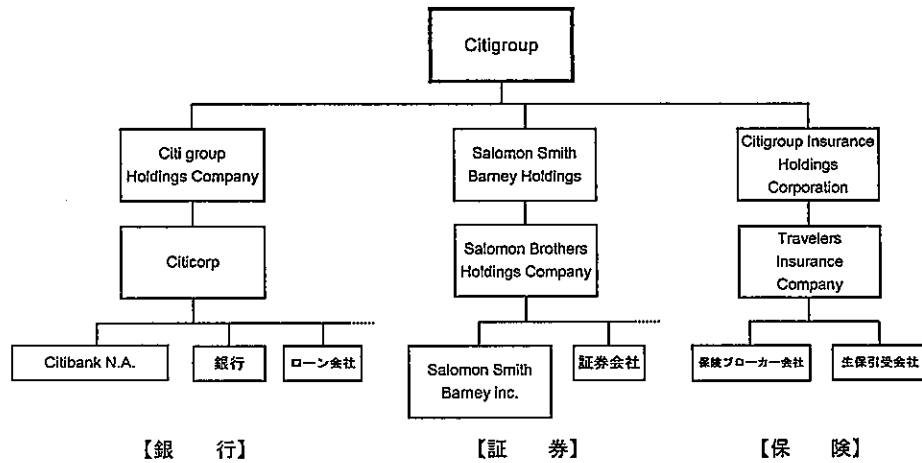 Citigroup
Citi group
Holdings Company
Salomon Smith
Barney Holdings
Citigroup Insurance
Holdings
Corporation
Citicorp
Salomon Brothers
Holdings Company
Travelers
Insurance
Company
Citibank N.A.
銀行
ローン会社
Salomon Smith
Barney inc.
証券会社
保険ブローカー会社
生保引受会社
【銀　行】
【証　券】
【保　険】